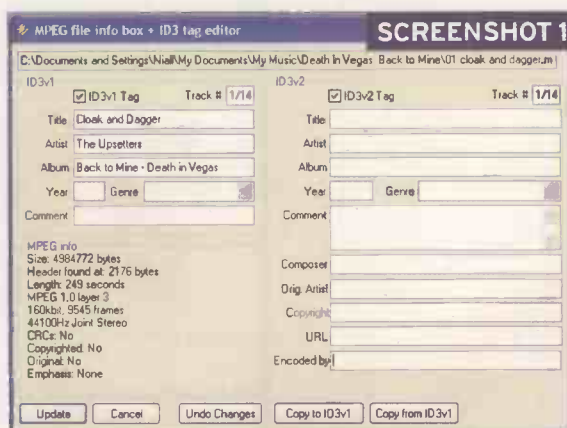 MPEG file info box + ID3 tag editor
SCREENSHOT 1
C:\Documents and Settings\Niall\My Documents\My Music\Death In Vegas Back to Mine\01 cloak and dagger.m
ID3v1
ID3v1 Tag Track # 1/14
Title Cloak and Dagger
Artist The Upsetters
Album Back to Mine - Death in Vegas
Year Genre
Comment
MPEG info
Size: 4984772 bytes
Header found at: 2176 bytes
Length: 249 seconds
MPEG 1.0 layer 3
160kbit, 9545 frames
44100Hz Joint Stereo
CRCs: No
Copyrighted: No
Original: No
Emphasis: None
ID3v2
ID3v2 Tag Track # 1/14
Title
Artist
Album
Year Genre
Comment
Composer
Orig. Artist
Copyright
URL
Encoded by
Update Cancel Undo Changes Copy to ID3v1 Copy from ID3v1